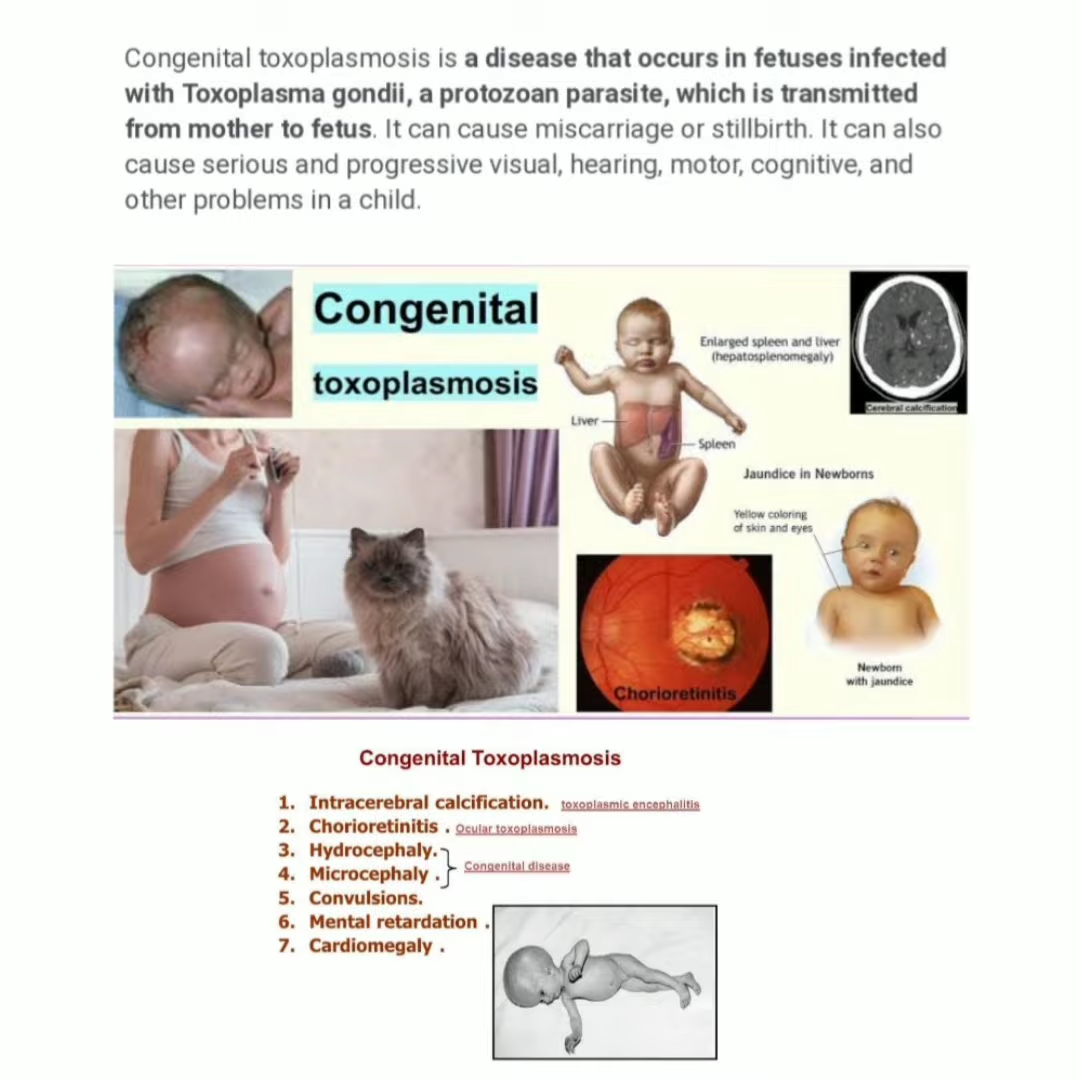 Congenital toxoplasmosis is a disease that occurs in fetuses infected
with Toxoplasma gondii, a protozoan parasite, which is transmitted
from mother to fetus. It can cause miscarriage or stillbirth. It can also
cause serious and progressive visual, hearing, motor, cognitive, and
other problems in a child.
Congenital
toxoplasmosis
Enlarged spleen and liver
(hepatosplenomegaly)
Cerebral calcification
Liver
Spleen
Jaundice in Newborns
Yellow coloring
of skin and eyes
Chorioretinitis
Newborn
with jaundice
Congenital Toxoplasmosis
1. Intracerebral calcification. toxoplasmic encephalitis
2. Chorioretinitis . Ocular toxoplasmosis
3. Hydrocephaly.
Congenital disease
4. Microcephaly .
5. Convulsions.
6. Mental retardation .
7. Cardiomegaly .